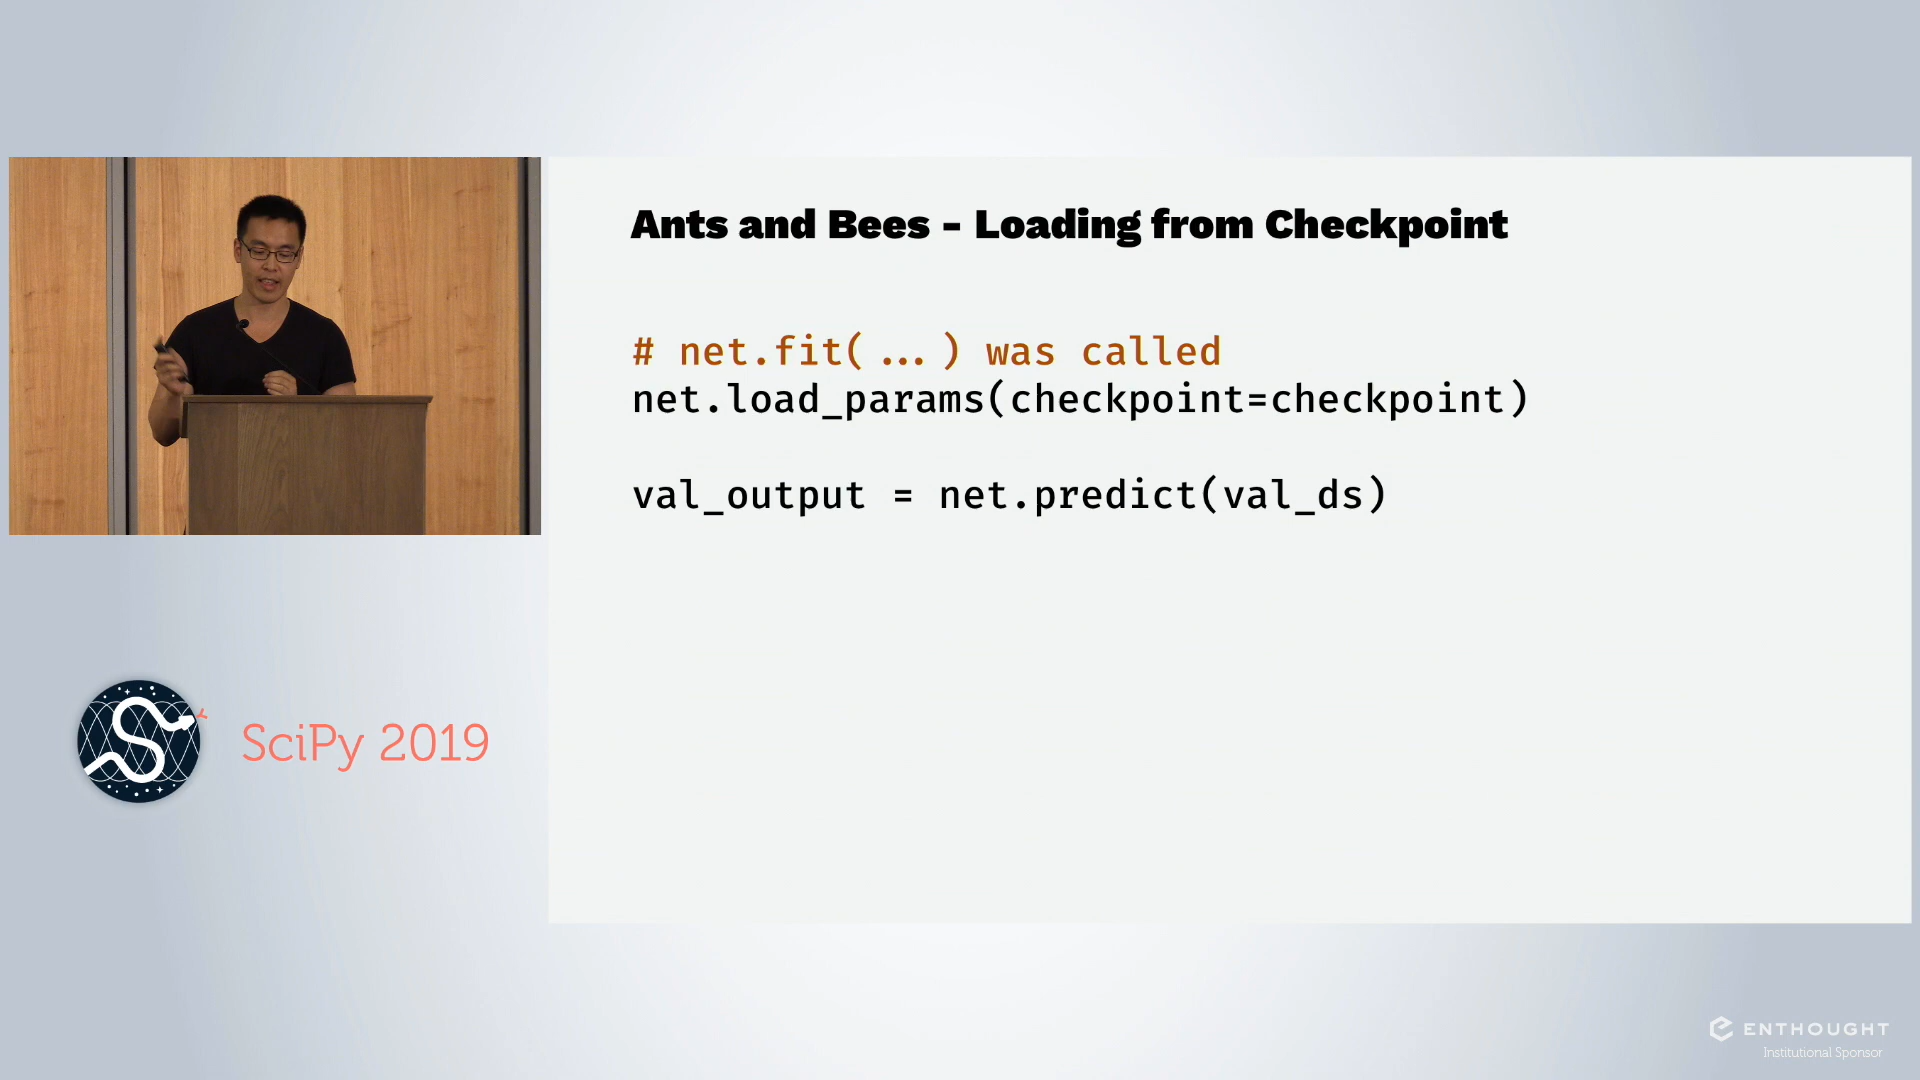 Ants and Bees - Loading from Checkpoint
# net.fit(...) was called
net.load_params(checkpoint=checkpoint)
val_output = net.predict(val_ds)
SciPy 2019
ENTHOUGHT
Institutional Sponsor